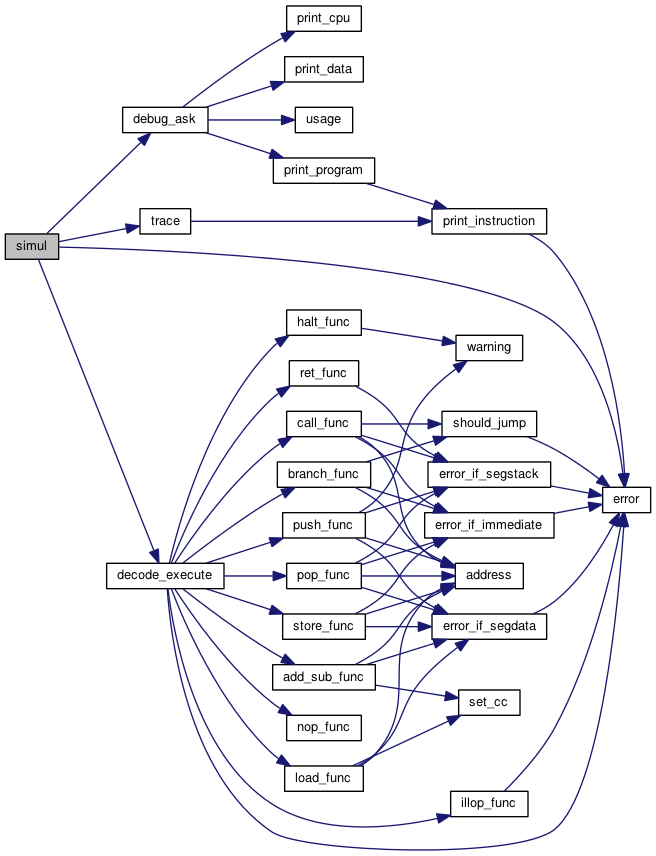 print_cpu
print_data
debug_ask
usage
print_program
trace
print_instruction
simul
halt_func
warning
ret_func
call_func
should_jump
branch_func
error_if_segstack
error
push_func
error_if_immediate
decode_execute
pop_func
address
store_func
error_if_segdata
add_sub_func
set_cc
nop_func
load_func
illop_func